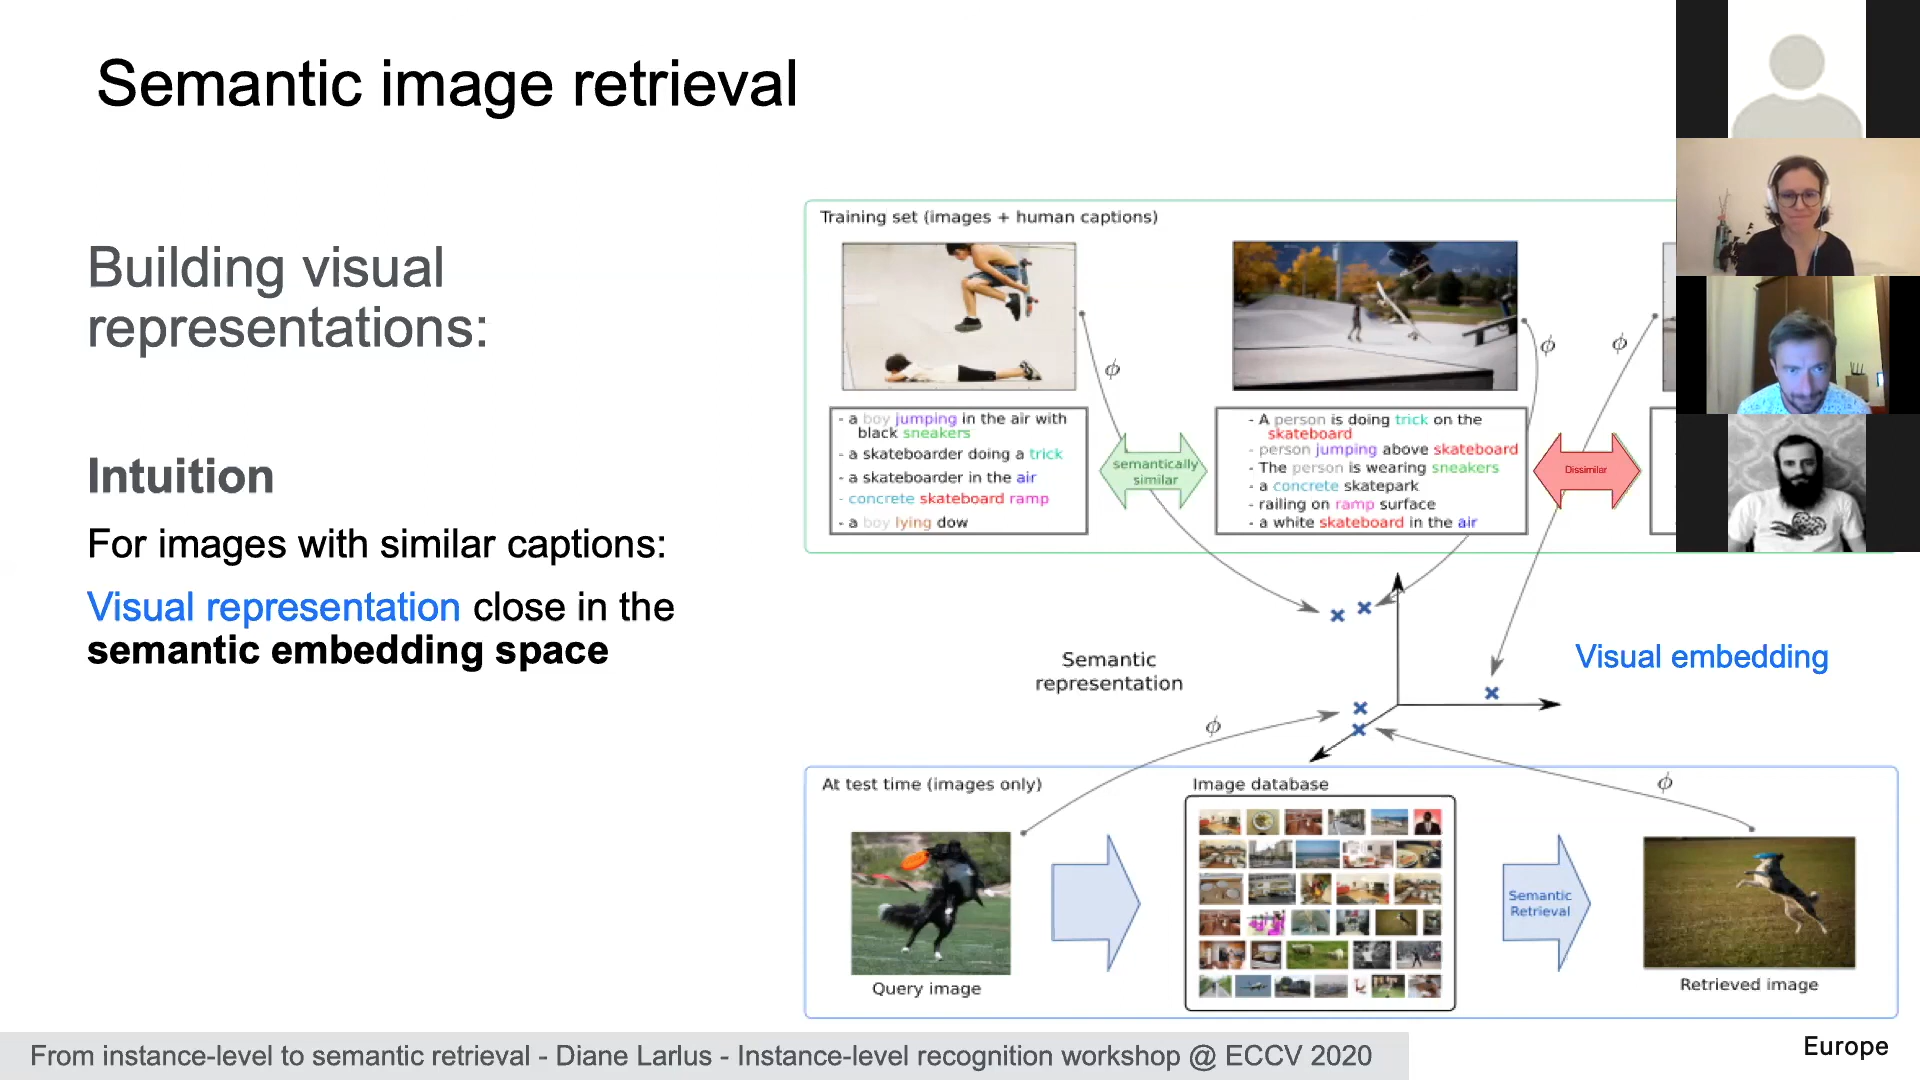 Semantic image retrieval
Building visual
representations:
Intuition
For images with similar captions:
Visual representation close in the
semantic embedding space
Training set (images + human captions)
ϕ
ϕ
ϕ
- a boy jumping in the air with
black sneakers
- a skateboarder doing a trick
- a skateboarder in the air
- concrete skateboard ramp
- a boy lying dow
semantically
similar
- A person is doing trick on the
skateboard
- person jumping above skateboard
- The person is wearing sneakers
- a concrete skatepark
- railing on ramp surface
- a white skateboard in the air
Dissimilar
Semantic
representation
Visual embedding
ϕ
ϕ
At test time (images only)
Image database
Query image
Semantic
Retrieval
Retrieved image
From instance-level to semantic retrieval - Diane Larlus - Instance-level recognition workshop @ ECCV 2020
Europe